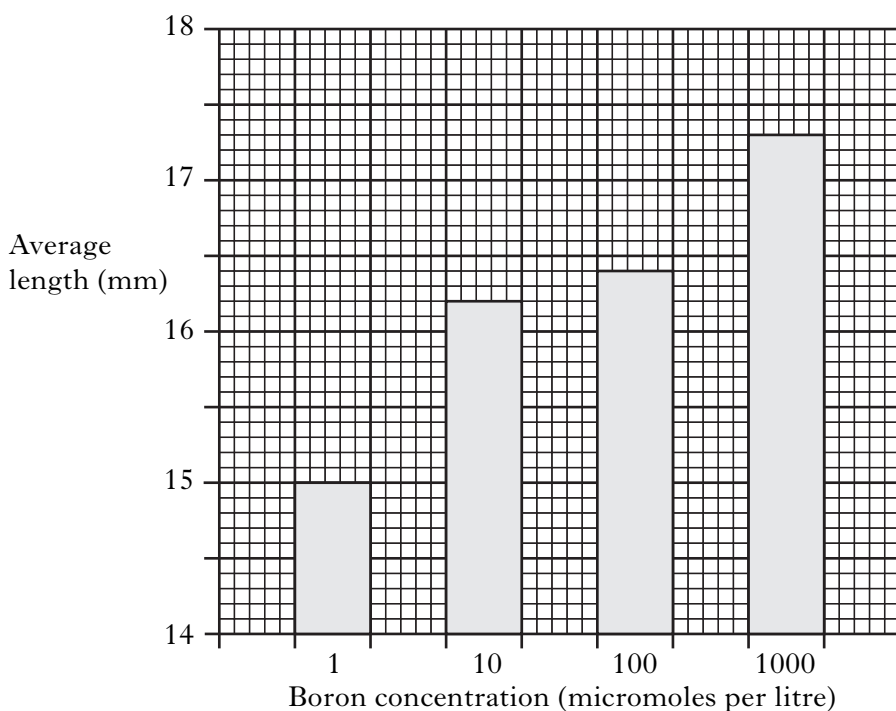 18
17
Average
length (mm)
16
15
14
1 10 100 1000
Boron concentration (micromoles per litre)